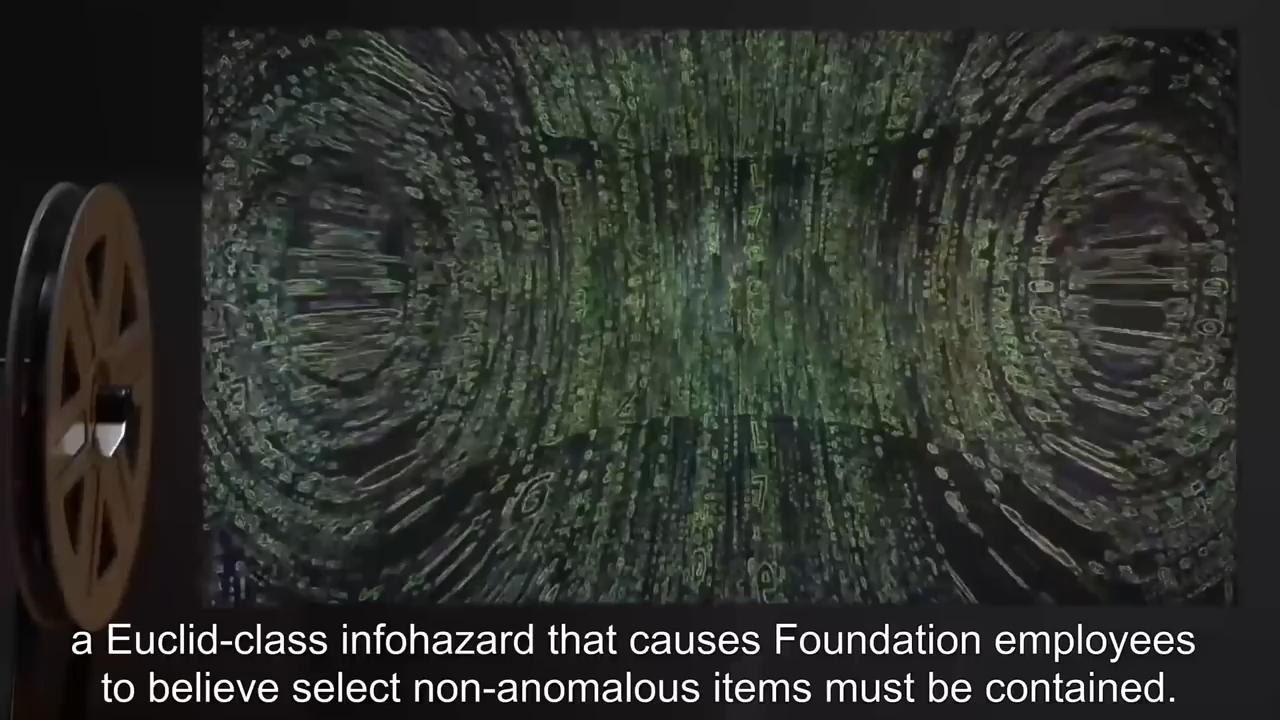 a Euclid-class infohazard that causes Foundation employees
to believe select non-anomalous items must be contained.